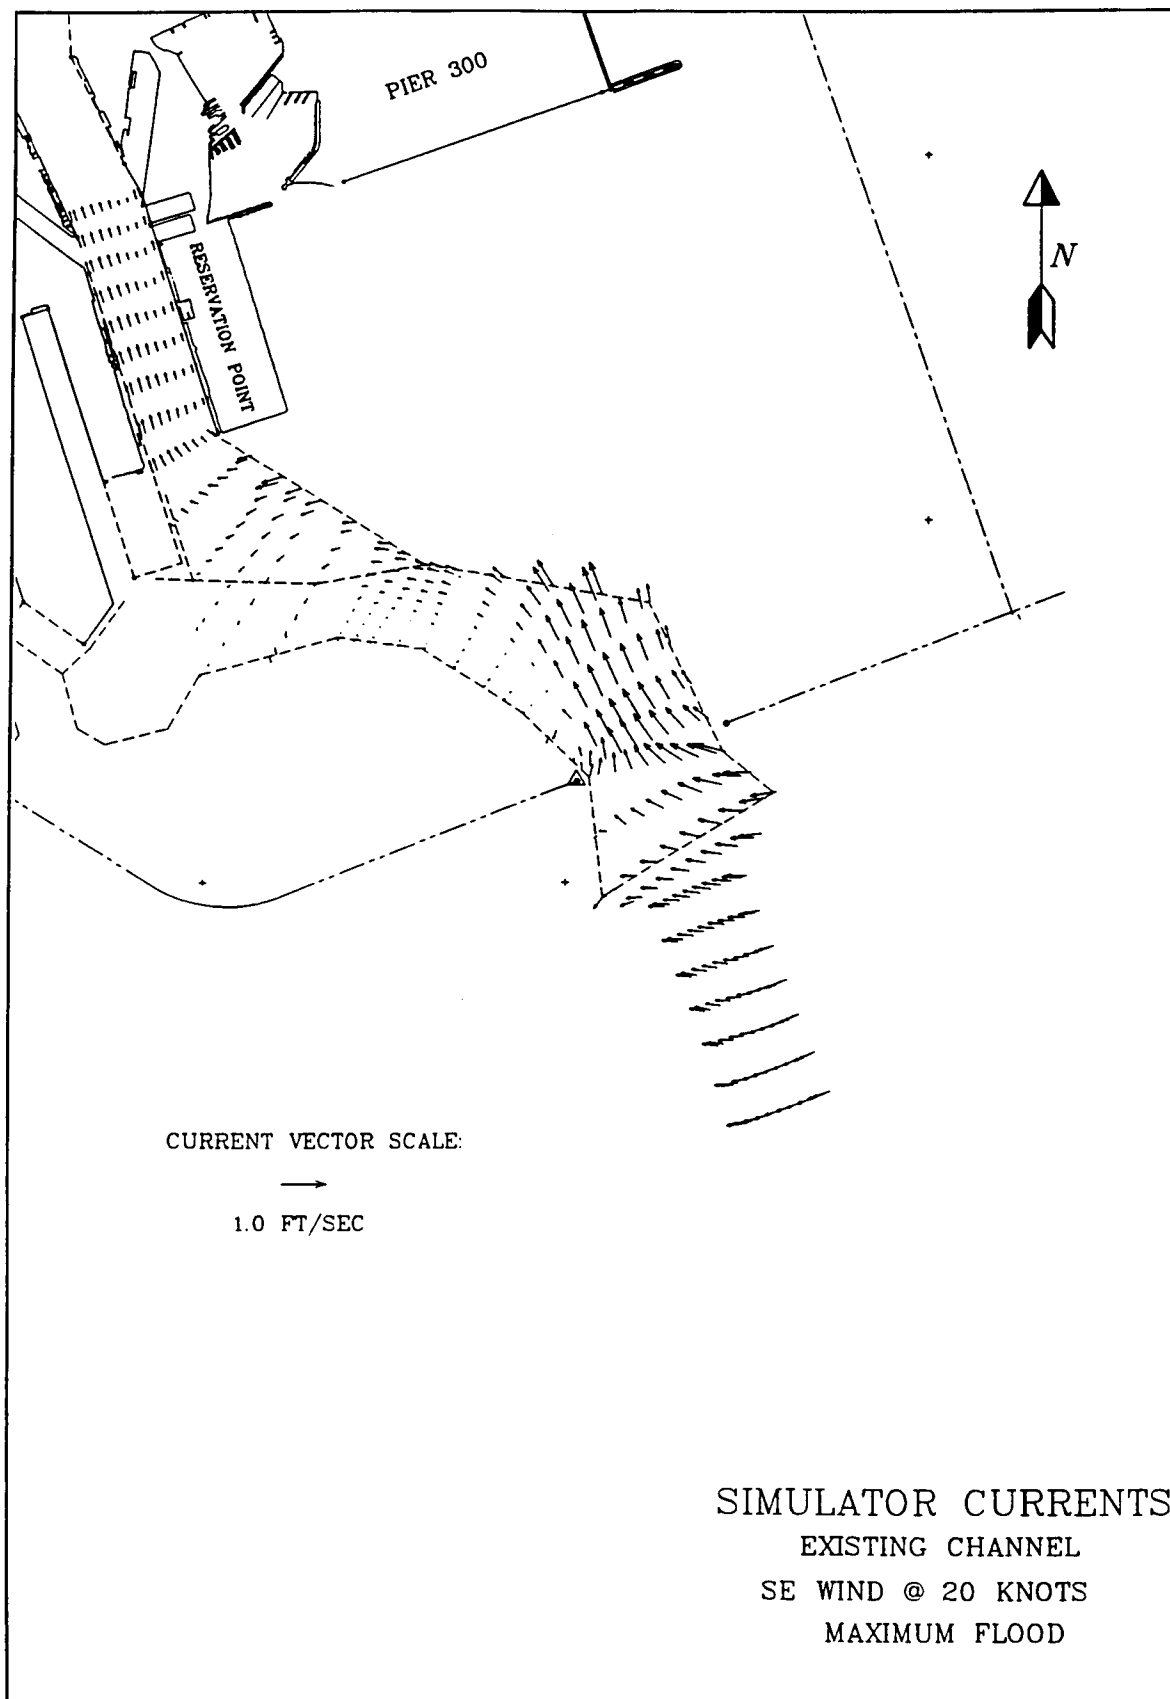 PIER 300
N
RESERVATION POINT
CURRENT VECTOR SCALE:
1.0 FT/SEC
SIMULATOR CURRENTS
EXISTING CHANNEL
SE WIND @ 20 KNOTS
MAXIMUM FLOOD